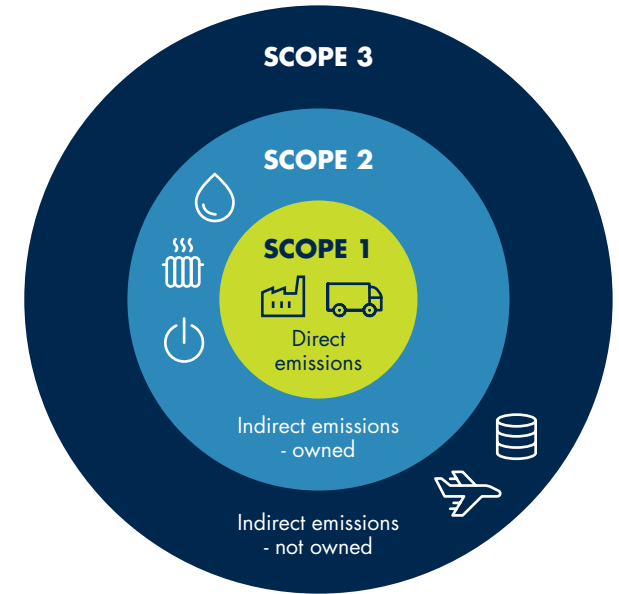 SCOPE 3
SCOPE 2
SCOPE 1
Direct
emissions
Indirect emissions
- owned
Indirect emissions
- not owned